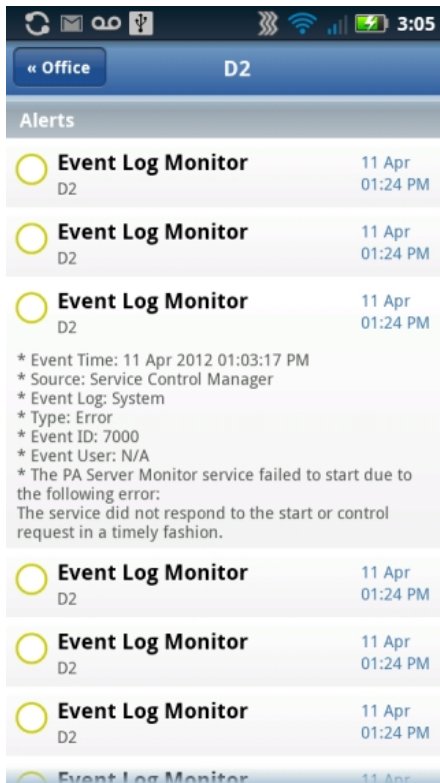 3:05
« Office
D2
Alerts
Event Log Monitor
11 Apr
D2
01:24 PM
Event Log Monitor
11 Apr
D2
01:24 PM
Event Log Monitor
11 Apr
D2
01:24 PM
* Event Time: 11 Apr 2012 01:03:17 PM
* Source: Service Control Manager
* Event Log: System
* Type: Error
* Event ID: 7000
* Event User: N/A
* The PA Server Monitor service failed to start due to
the following error:
The service did not respond to the start or control
request in a timely fashion.
Event Log Monitor
11 Apr
D2
01:24 PM
Event Log Monitor
11 Apr
D2
01:24 PM
Event Log Monitor
11 Apr
D2
01:24 PM
Event Log Monitor
11 Apr